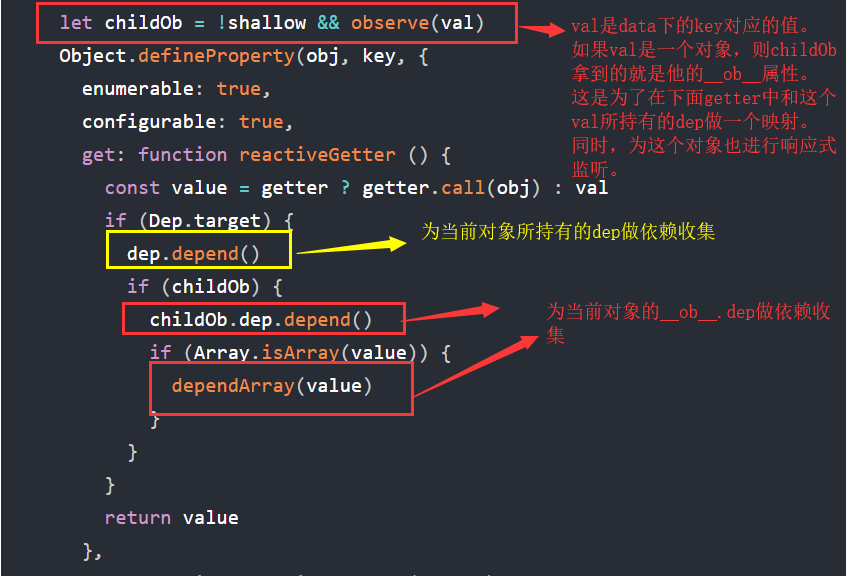 let childOb = !shallow && observe(val)
val是data下的key对应的值。
如果val是一个对象，则childOb
拿到的就是他的__ob__属性。
这是为了在下面getter中和这个
val所持有的dep做一个映射。
同时，为这个对象也进行响应式
监听。
Object.defineProperty(obj, key, {
enumerable: true,
configurable: true,
get: function reactiveGetter () {
const value = getter ? getter.call(obj) : val
if (Dep.target) {
dep.depend()
为当前对象所持有的dep做依赖收集
if (childOb) {
childOb.dep.depend()
为当前对象的__ob__.dep做依赖收
集
if (Array.isArray(value)) {
dependArray(value)
}
}
}
return value
},